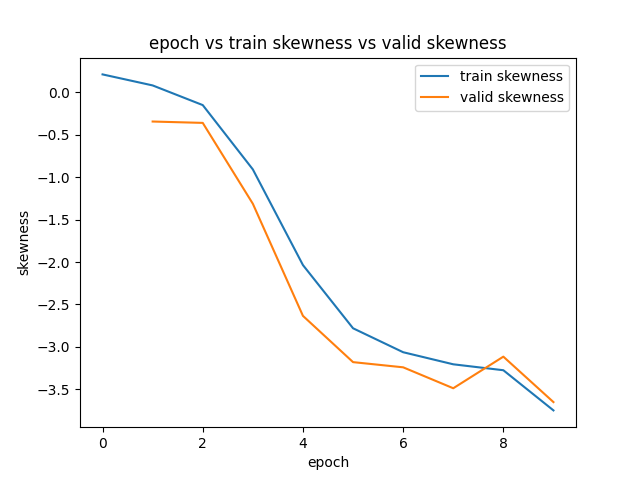 epoch vs train skewness vs valid skewness
train skewness
valid skewness
0.0
−0.5
−1.0
−1.5
−2.0
−2.5
−3.0
−3.5
skewness
0 2 4 6 8
epoch